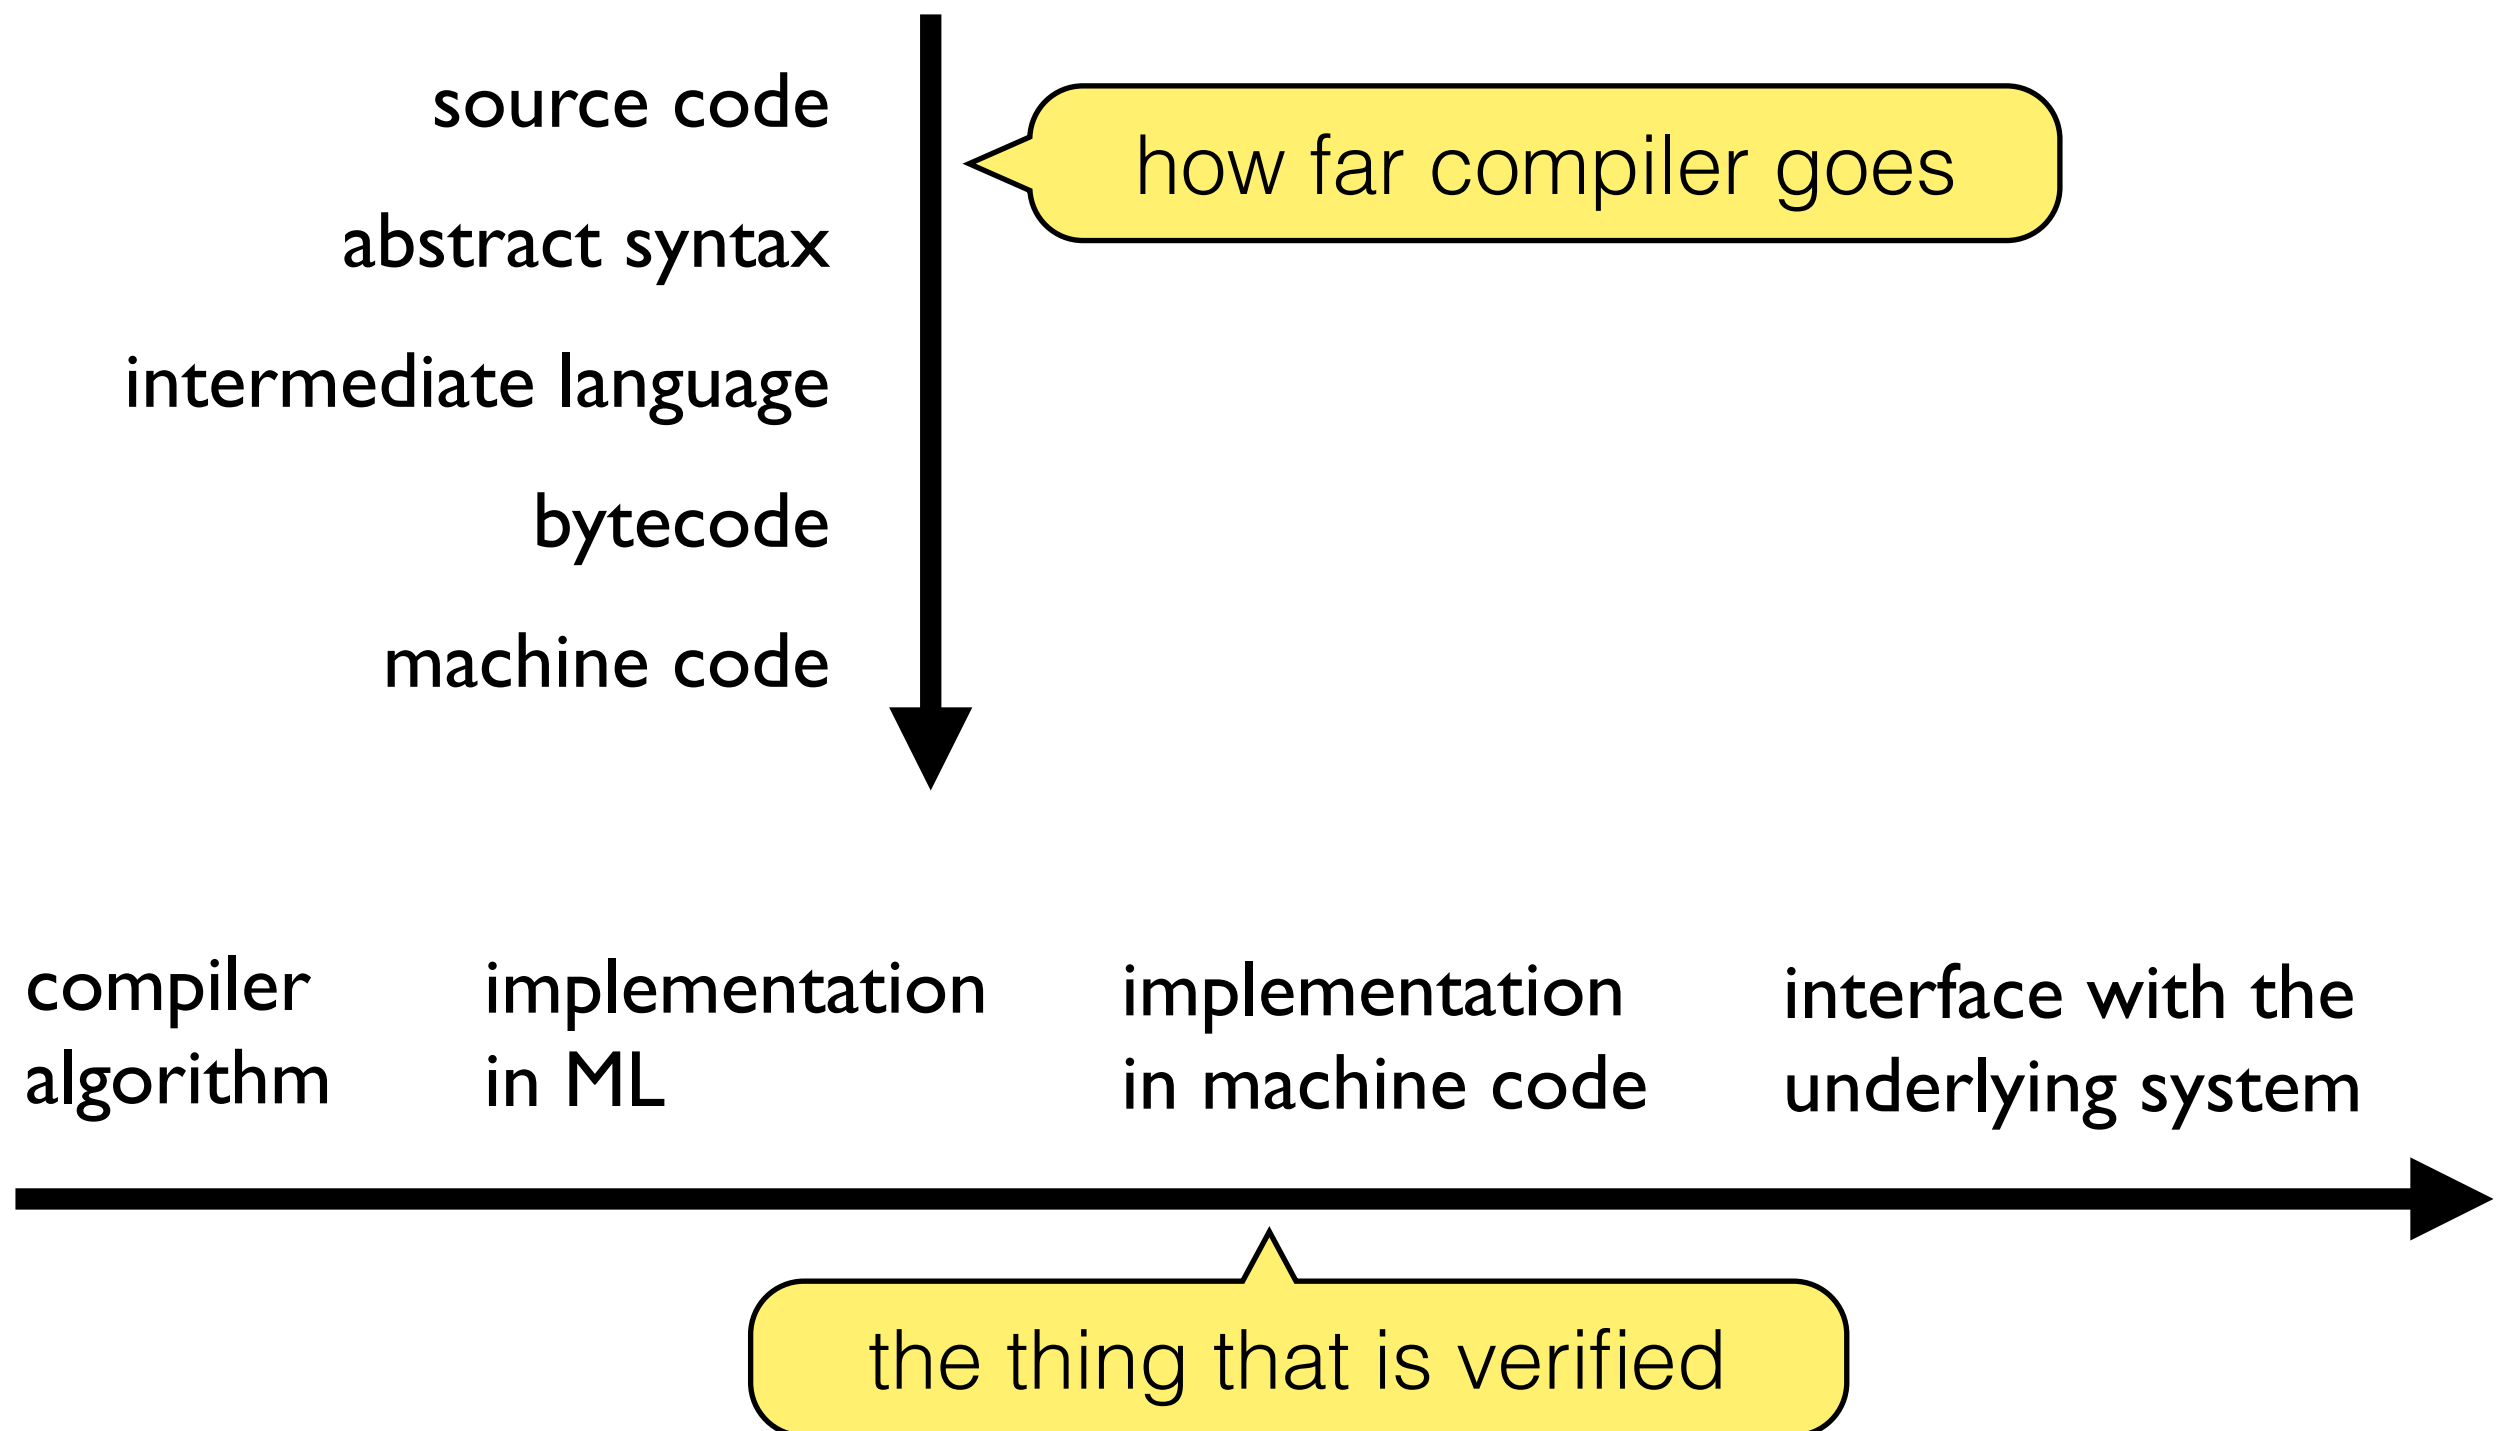 source code
how far compiler goes
abstract syntax
intermediate language
bytecode
machine code
compiler
algorithm
implementation
in ML
implementation
in machine code
interface with the
underlying system
the thing that is verified